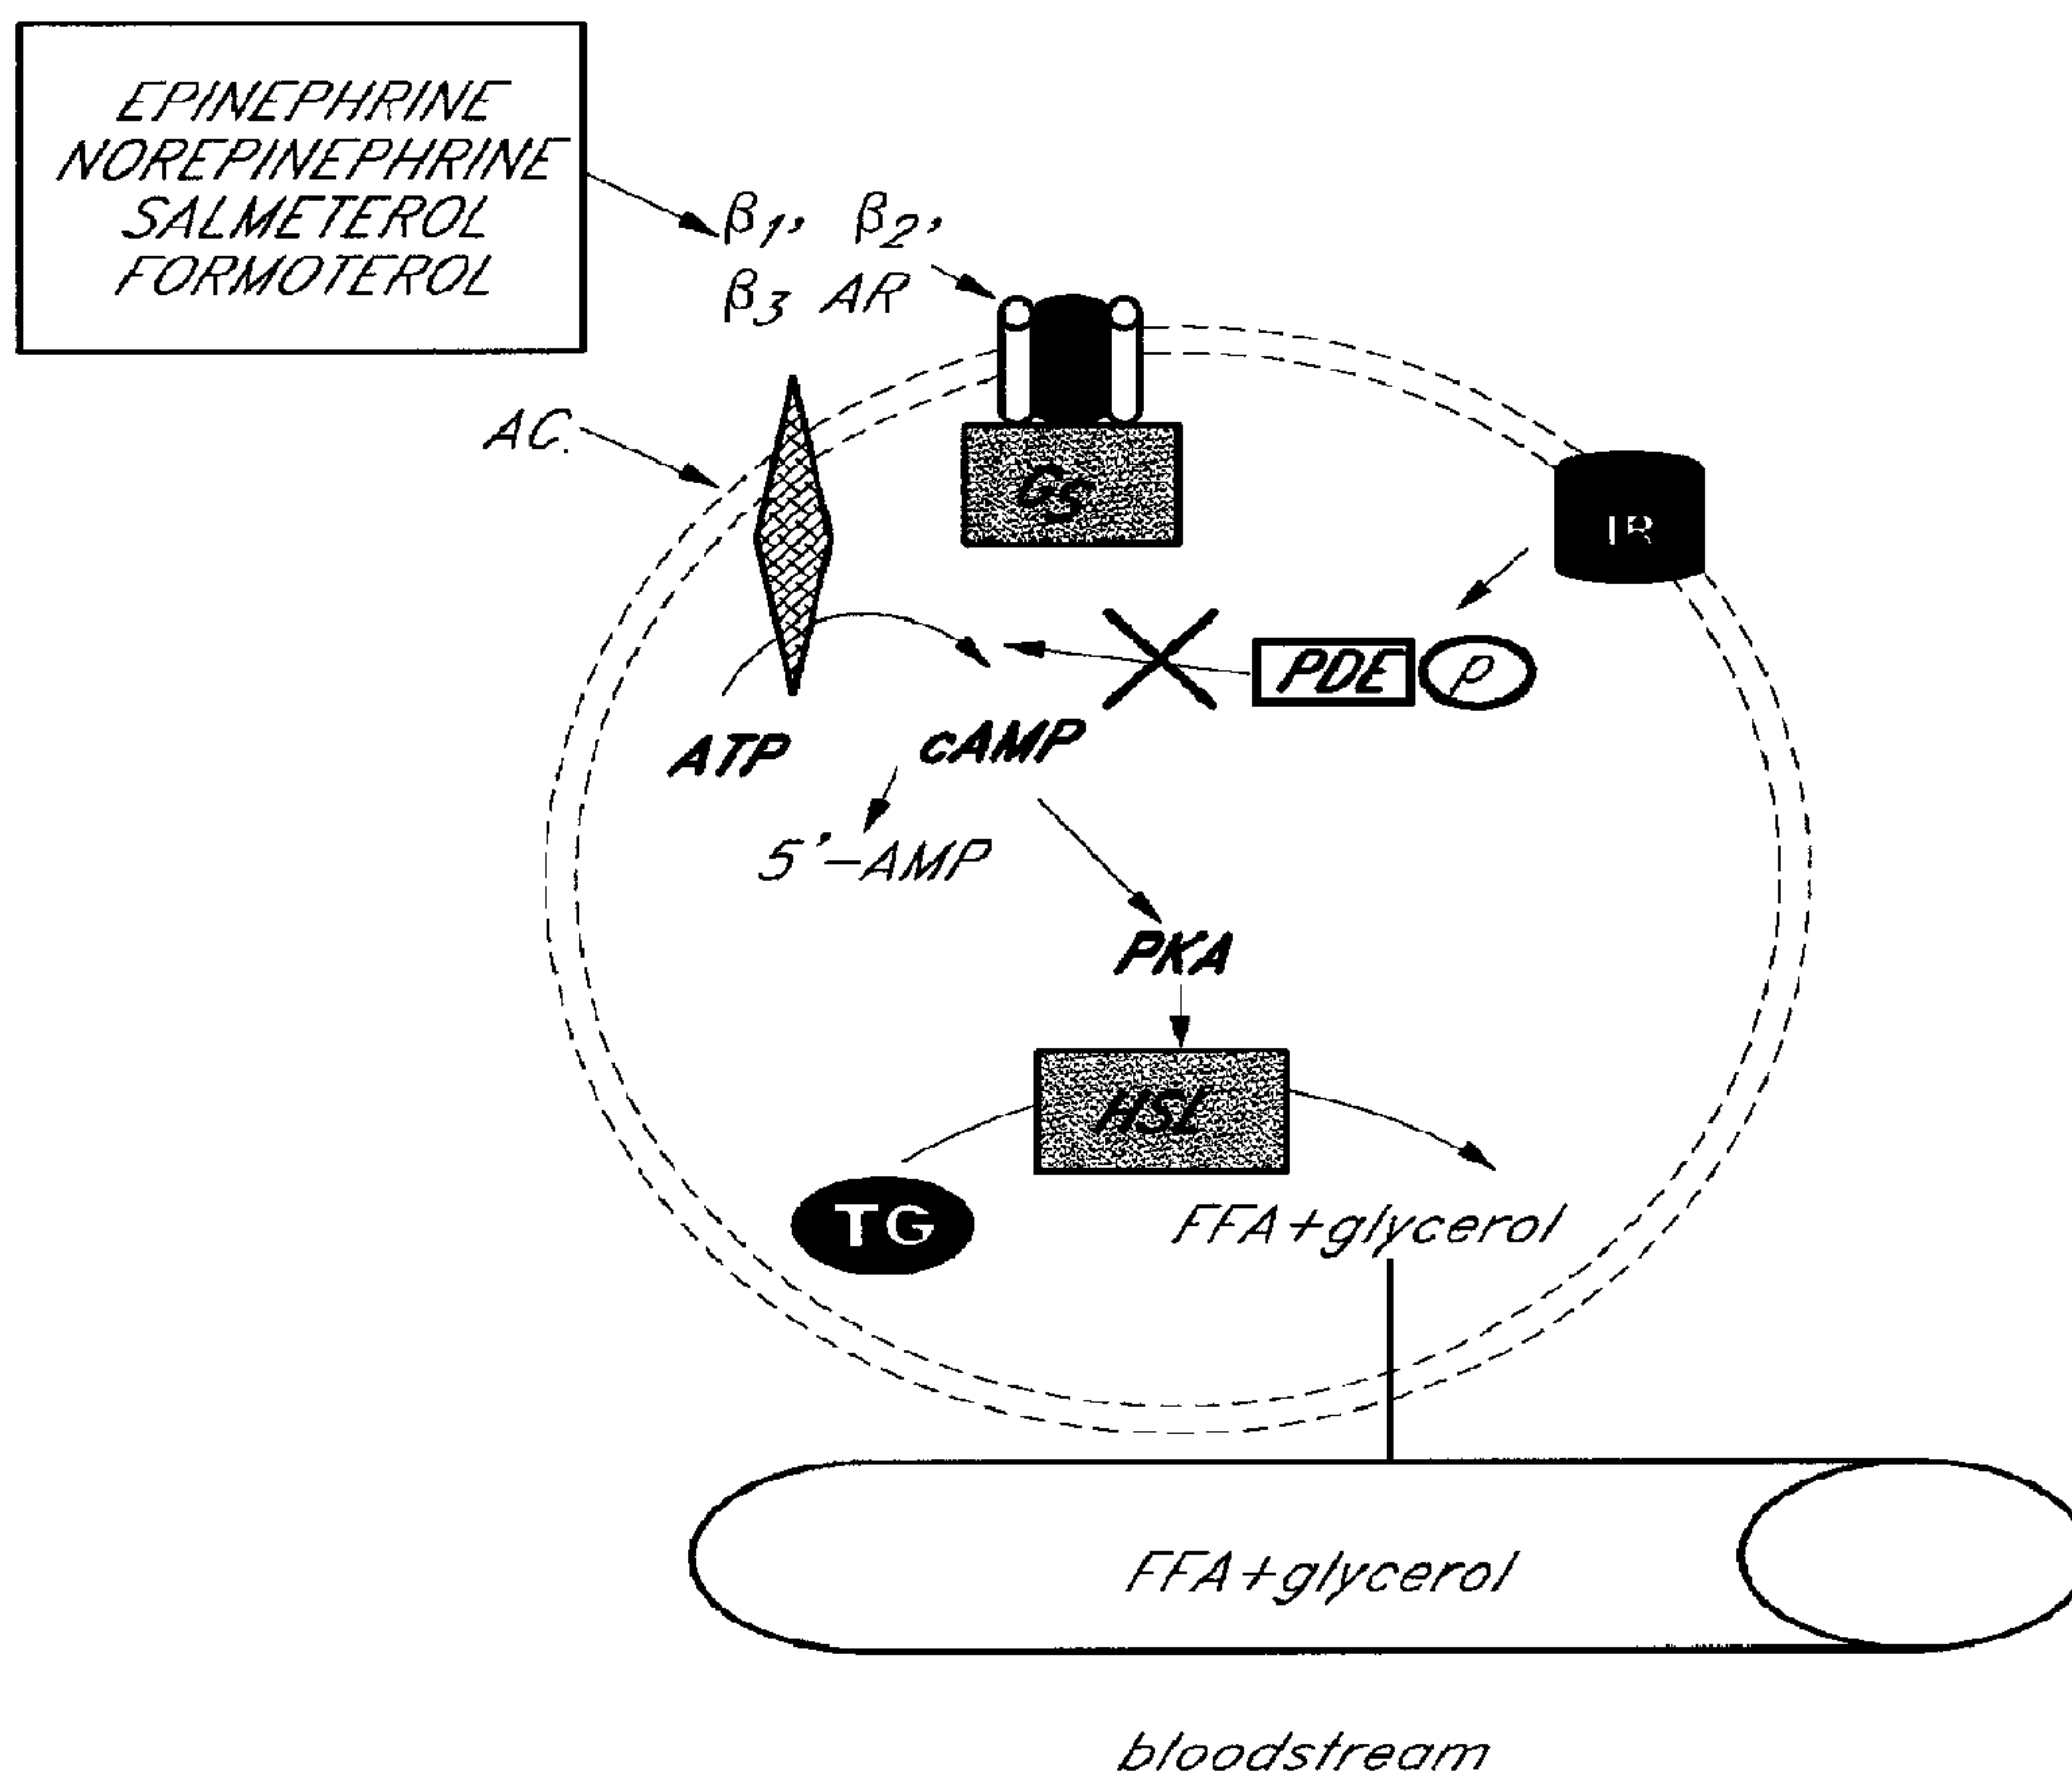 EPINEPHRINE
NOREPINEPHRINE
SALMETEROL
FORMOTEROL
β1, β2,
β3 AR
AC.
GS
IR
PDE P
ATP cAMP
5'-AMP
PKA
HSL
TG
FFA+glycerol
FFA+glycerol
bloodstream